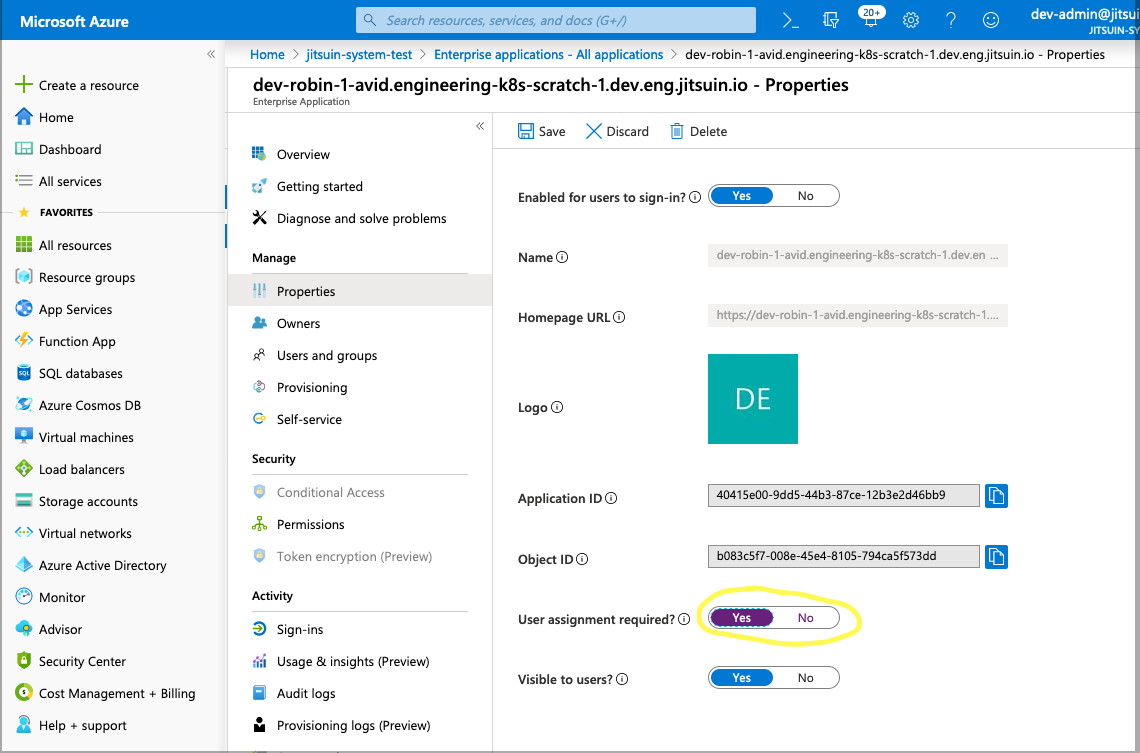 Microsoft Azure
Search resources, services, and docs (G+/)
20+
dev-admin@jitsui
JITSUIN-SY
Create a resource
Home
Dashboard
All services
FAVORITES
All resources
Resource groups
App Services
Function App
SQL databases
Azure Cosmos DB
Virtual machines
Load balancers
Storage accounts
Virtual networks
Azure Active Directory
Monitor
Advisor
Security Center
Cost Management + Billing
Help + support
Home > jitsuin-system-test > Enterprise applications - All applications > dev-robin-1-avid.engineering-k8s-scratch-1.dev.eng.jitsuin.io - Properties
dev-robin-1-avid.engineering-k8s-scratch-1.dev.eng.jitsuin.io - Properties
Enterprise Application
Overview
Getting started
Diagnose and solve problems
Manage
Properties
Owners
Users and groups
Provisioning
Self-service
Security
Conditional Access
Permissions
Token encryption (Preview)
Activity
Sign-ins
Usage & insights (Preview)
Audit logs
Provisioning logs (Preview)
Save Discard Delete
Enabled for users to sign-in? Yes No
Name dev-robin-1-avid.engineering-k8s-scratch-1.dev.en ...
Homepage URL https://dev-robin-1-avid.engineering-k8s-scratch-1....
Logo DE
Application ID 40415e00-9dd5-44b3-87ce-12b3e2d46bb9
Object ID b083c5f7-008e-45e4-8105-794ca5f573dd
User assignment required? Yes No
Visible to users? Yes No